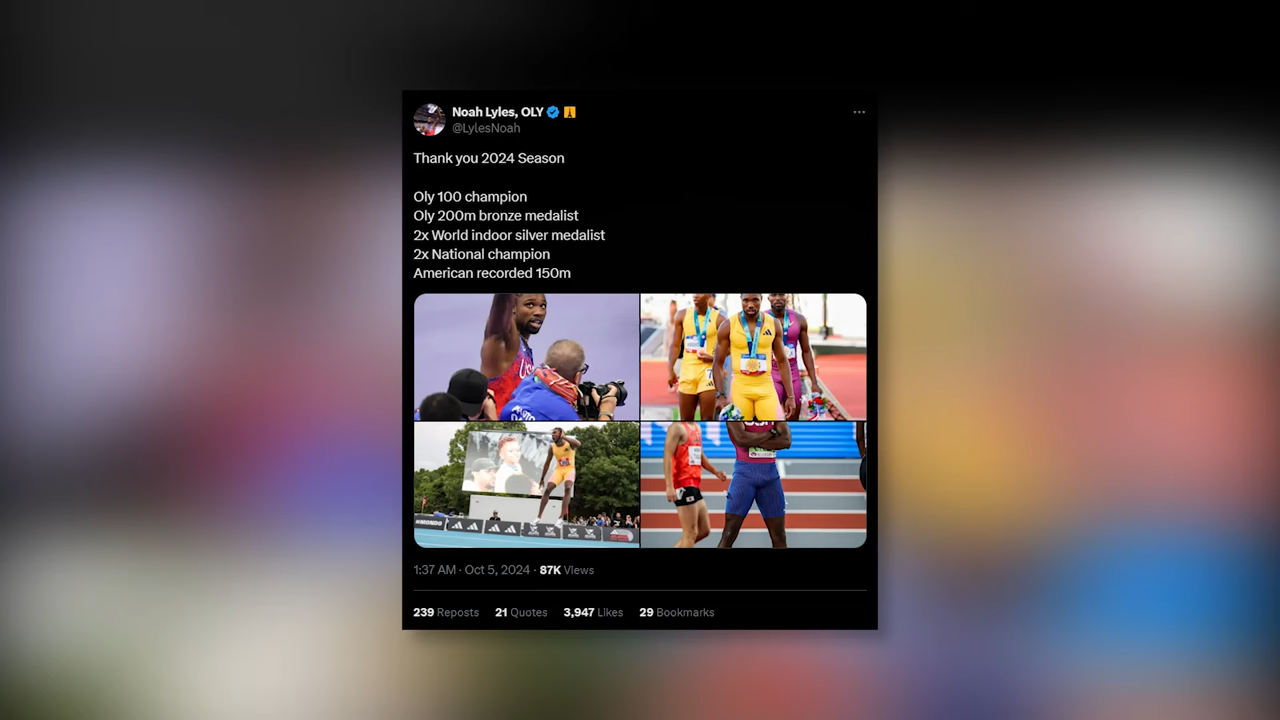 Noah Lyles, OLY
@LylesNoah
Thank you 2024 Season
Oly 100 champion
Oly 200m bronze medalist
2x World indoor silver medalist
2x National champion
American recorded 150m
1:37 AM · Oct 5, 2024 · 87K Views
239 Reposts 21 Quotes 3,947 Likes 29 Bookmarks